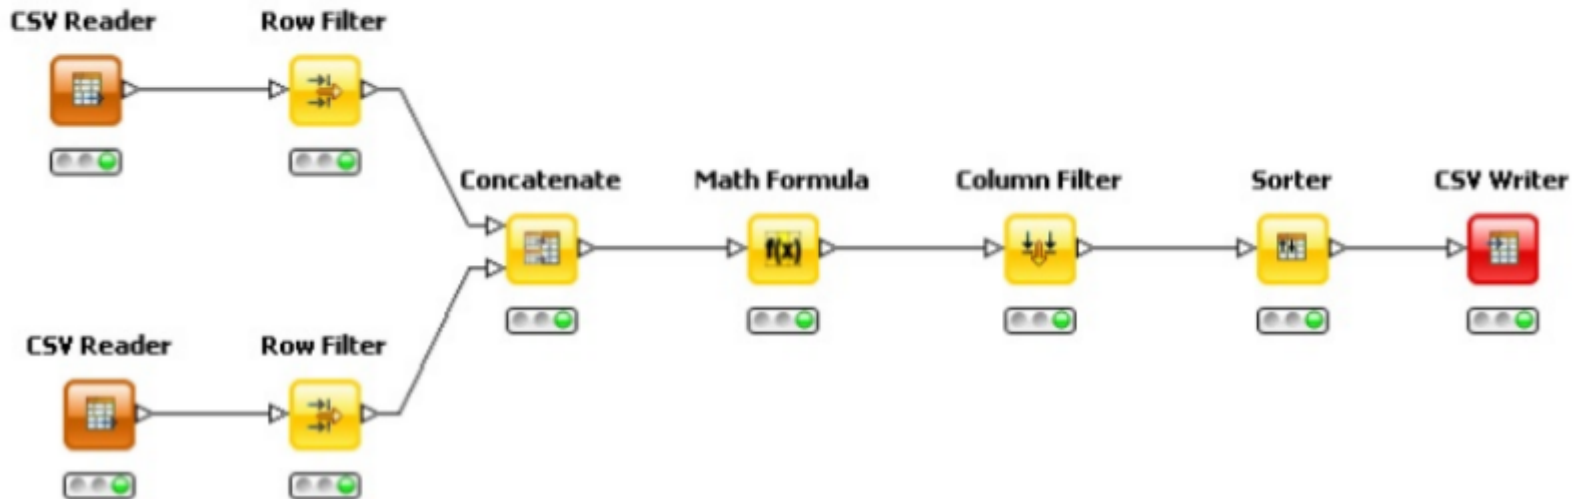 CSV Reader
Row Filter
Concatenate
Math Formula
f(x)
Column Filter
Sorter
CSV Writer
CSV Reader
Row Filter